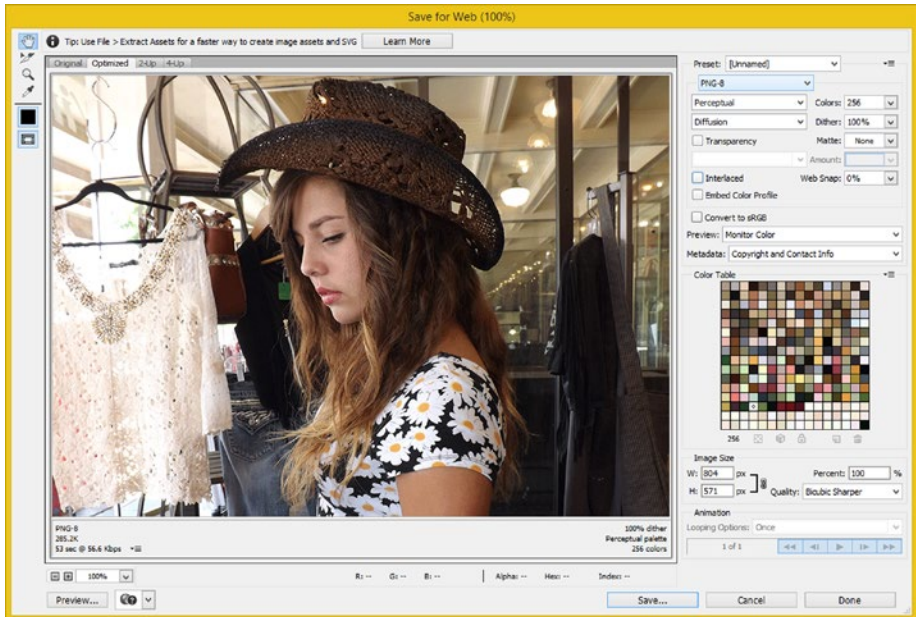 Save for Web (100%)
Tip: Use File > Extract Assets for a faster way to create image assets and SVG
Learn More
Original Optimized 2-Up 4-Up
Preset: [Unnamed]
PNG-8
Perceptual Colors: 256
Diffusion Dither: 100%
Transparency Matte: None
Amount:
Interlaced Web Snap: 0%
Embed Color Profile
Convert to sRGB
Preview: Monitor Color
Metadata: Copyright and Contact Info
Color Table
256
Image Size
W: 804 px Percent: 100 %
H: 571 px Quality: Bicubic Sharper
Animation
Looping Options: Once
1 of 1
PNG-8 100% dither
285.2K Perceptual palette
53 sec @ 56.6 Kbps 256 colors
100% R: -- G: -- B: -- Alpha: -- Hex: -- Index: --
Preview... Save... Cancel Done